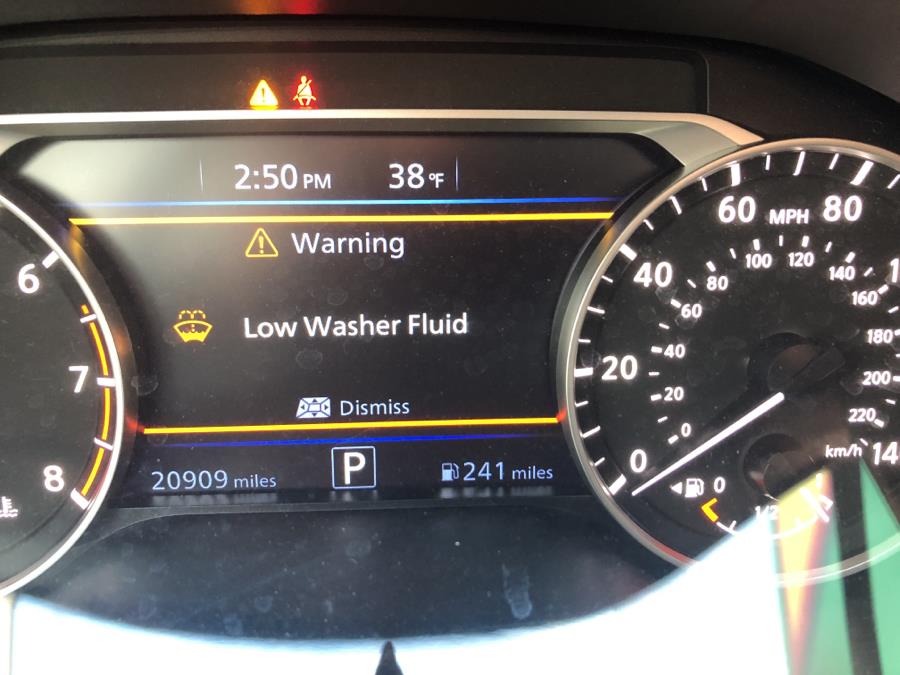 2:50 PM 38°F
Warning
Low Washer Fluid
Dismiss
20909 miles P 241 miles
6
7
8
0 20 40 60 MPH 80
0 20 40 60 80 100 120 140 160 180 200 220 km/h
0 1/2 1